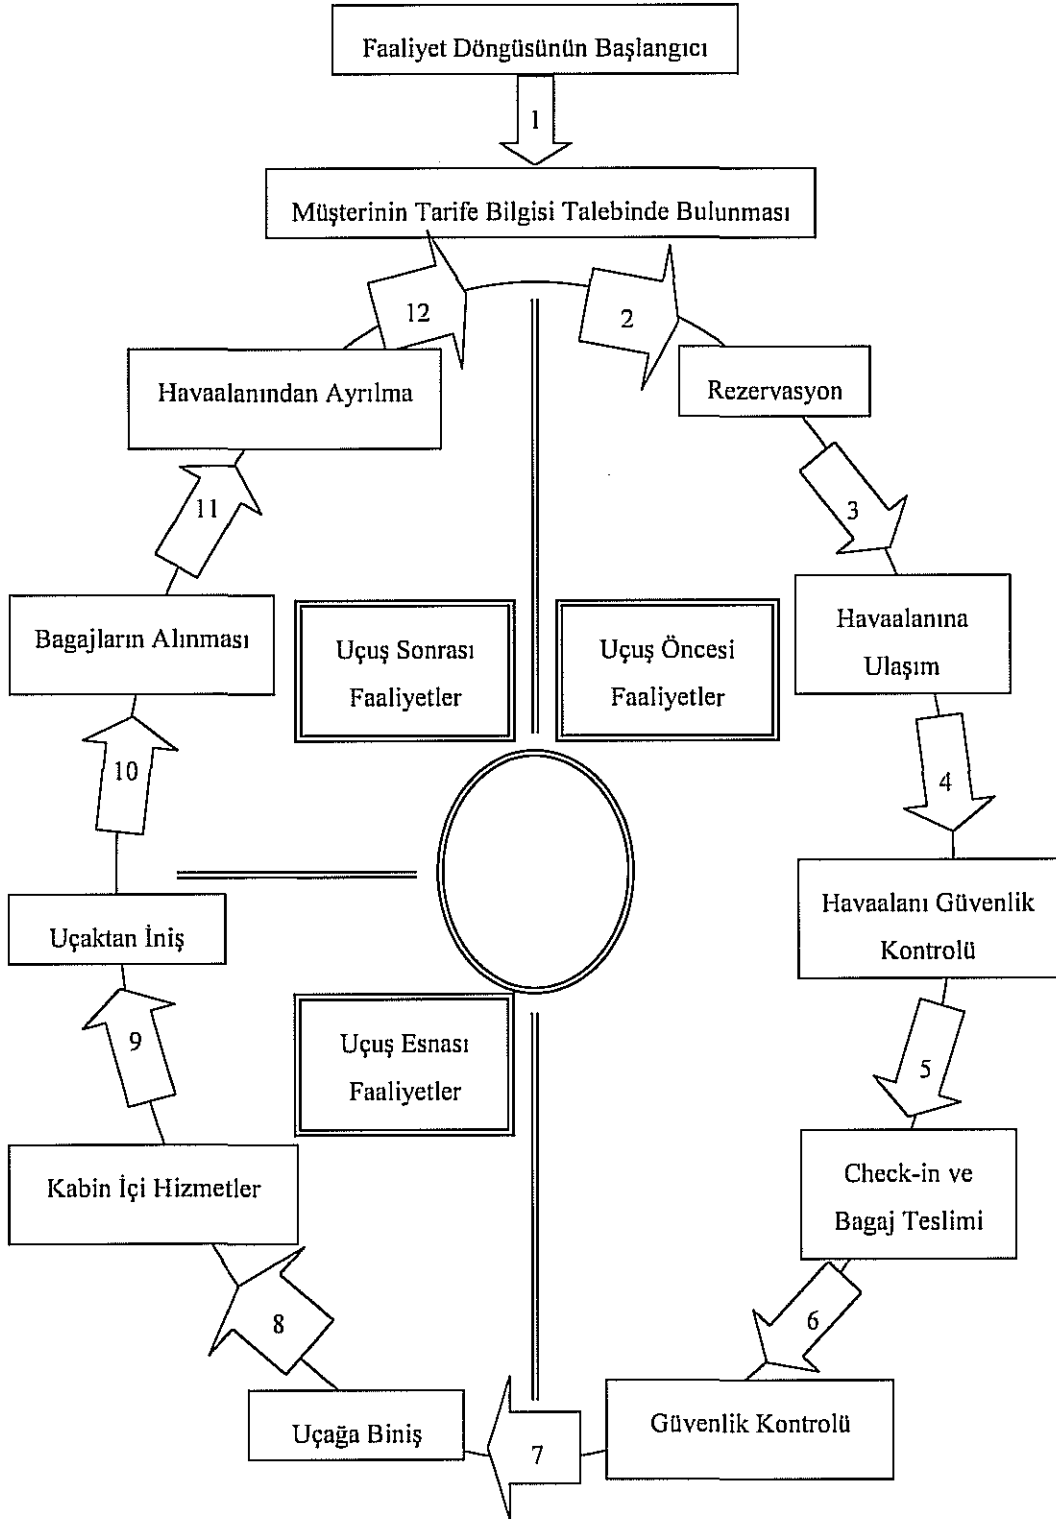 Faaliyet Döngüsünün Başlangıcı
1
Müşterinin Tarife Bilgisi Talebinde Bulunması
12
2
Havaalanından Ayrılma
Rezervasyon
11
3
Bagajların Alınması
Uçuş Sonrası
Faaliyetler
Uçuş Öncesi
Faaliyetler
Havaalanına
Ulaşım
10
4
Uçaktan İniş
Havaalanı Güvenlik
Kontrolü
9
Uçuş Esnası
Faaliyetler
5
Kabin İçi Hizmetler
Check-in ve
Bagaj Teslimi
8
6
Uçağa Biniş
7
Güvenlik Kontrolü